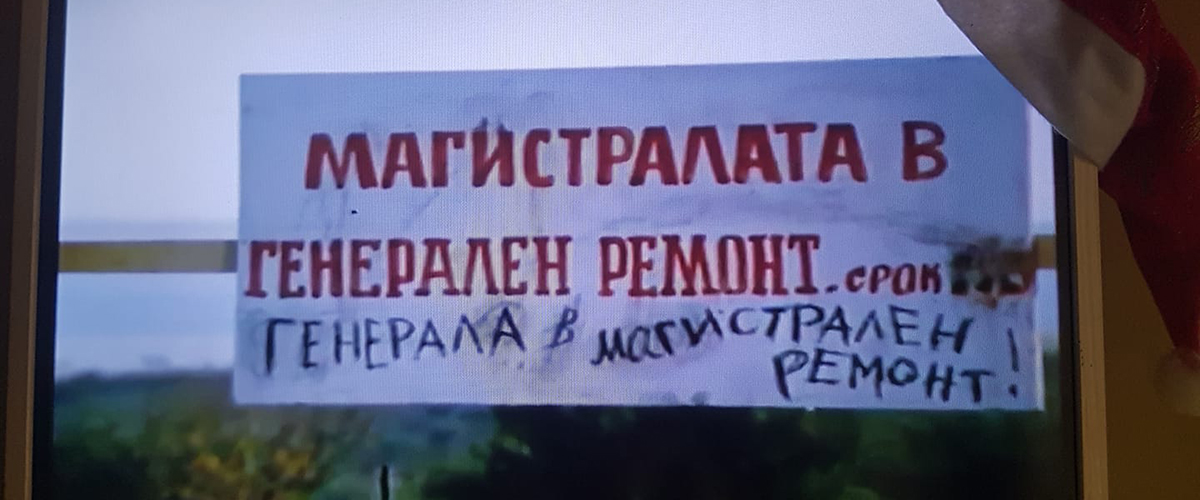 МАГИСТРАЛАТА В
ГЕНЕРАЛЕН РЕМОНТ. СРОК
ГЕНЕРАЛА В МАГИСТРАЛЕН
РЕМОНТ!